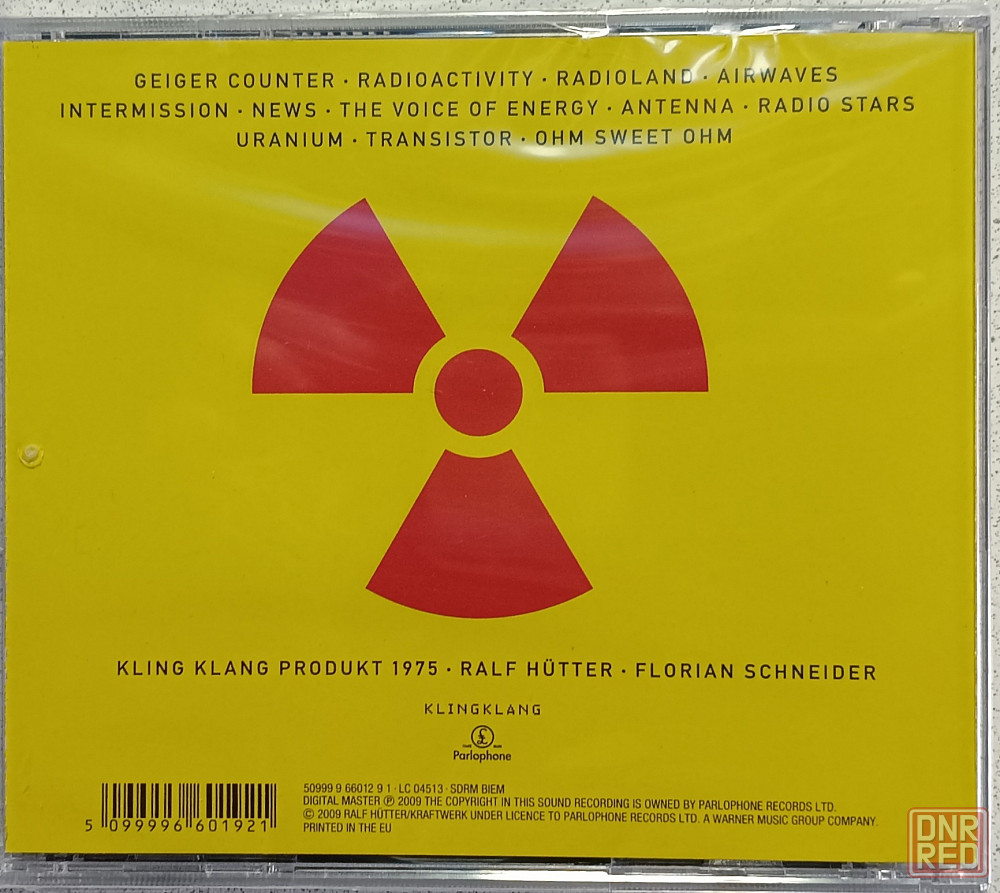 GEIGER COUNTER · RADIOACTIVITY · RADIOLAND · AIRWAVES
INTERMISSION · NEWS · THE VOICE OF ENERGY · ANTENNA · RADIO STARS
URANIUM · TRANSISTOR · OHM SWEET OHM
KLING KLANG PRODUKT 1975 · RALF HÜTTER · FLORIAN SCHNEIDER
KLINGKLANG
TRADE MARK
Parlophone
50999 9 66012 9 1 · LC 04513 · SDRM BIEM
DIGITAL MASTER ℗ 2009 THE COPYRIGHT IN THIS SOUND RECORDING IS OWNED BY PARLOPHONE RECORDS LTD.
© 2009 RALF HÜTTER/KRAFTWERK UNDER LICENCE TO PARLOPHONE RECORDS LTD. A WARNER MUSIC GROUP COMPANY.
PRINTED IN THE EU
5 099996 601921
DNR
RED